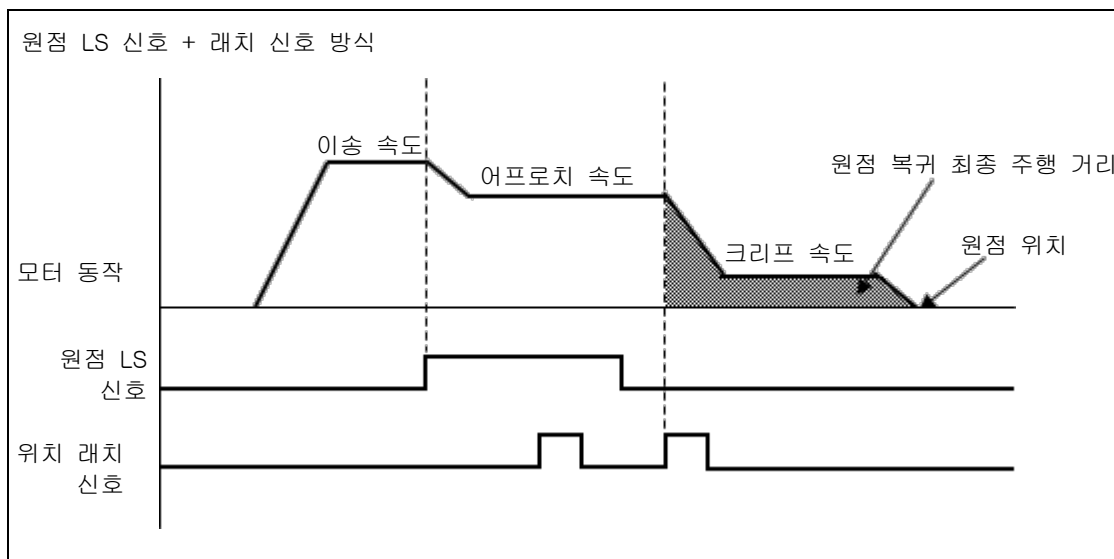 원점 LS 신호 + 래치 신호 방식
이송 속도
어프로치 속도
원점 복귀 최종 주행 거리
크리프 속도
원점 위치
모터 동작
원점 LS
신호
위치 래치
신호